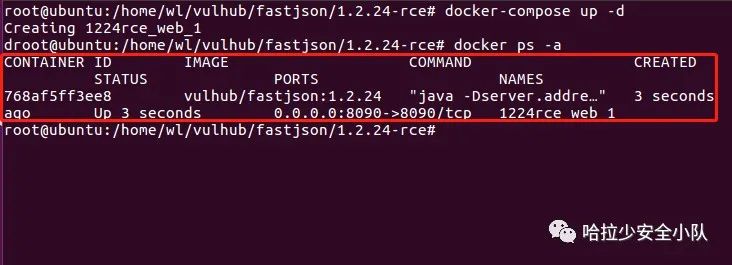 root@ubuntu:/home/wl/vulhub/fastjson/1.2.24-rce# docker-compose up -d
Creating 1224rce_web_1
droot@ubuntu:/home/wl/vulhub/fastjson/1.2.24-rce# docker ps -a
CONTAINER ID IMAGE COMMAND CREATED
STATUS PORTS NAMES
768af5ff3ee8 vulhub/fastjson:1.2.24 "java -Dserver.addre…" 3 seconds
ago Up 3 seconds 0.0.0.0:8090->8090/tcp 1224rce_web_1
root@ubuntu:/home/wl/vulhub/fastjson/1.2.24-rce#
哈拉少安全小队